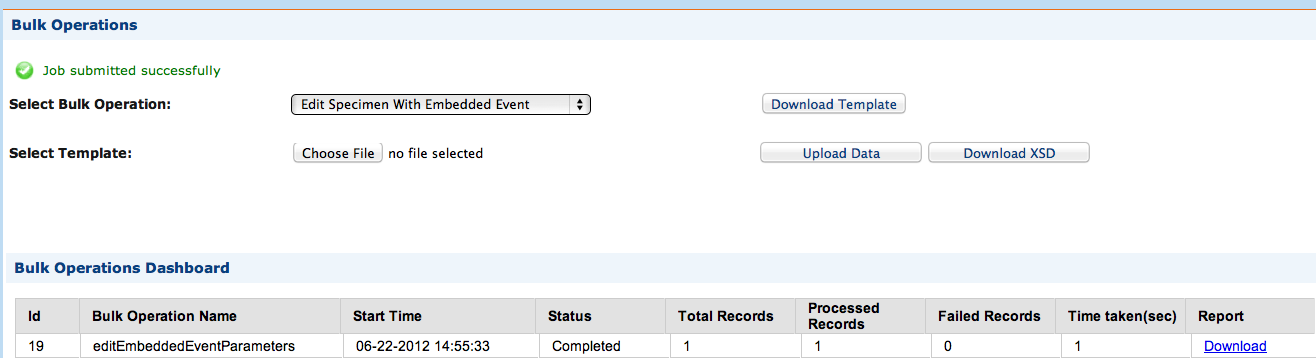 Bulk Operations
Job submitted successfully
Select Bulk Operation: Edit Specimen With Embedded Event Download Template
Select Template: Choose File no file selected Upload Data Download XSD
Bulk Operations Dashboard
Id Bulk Operation Name Start Time Status Total Records Processed Records Failed Records Time taken(sec) Report
19 editEmbeddedEventParameters 06-22-2012 14:55:33 Completed 1 1 0 1 Download